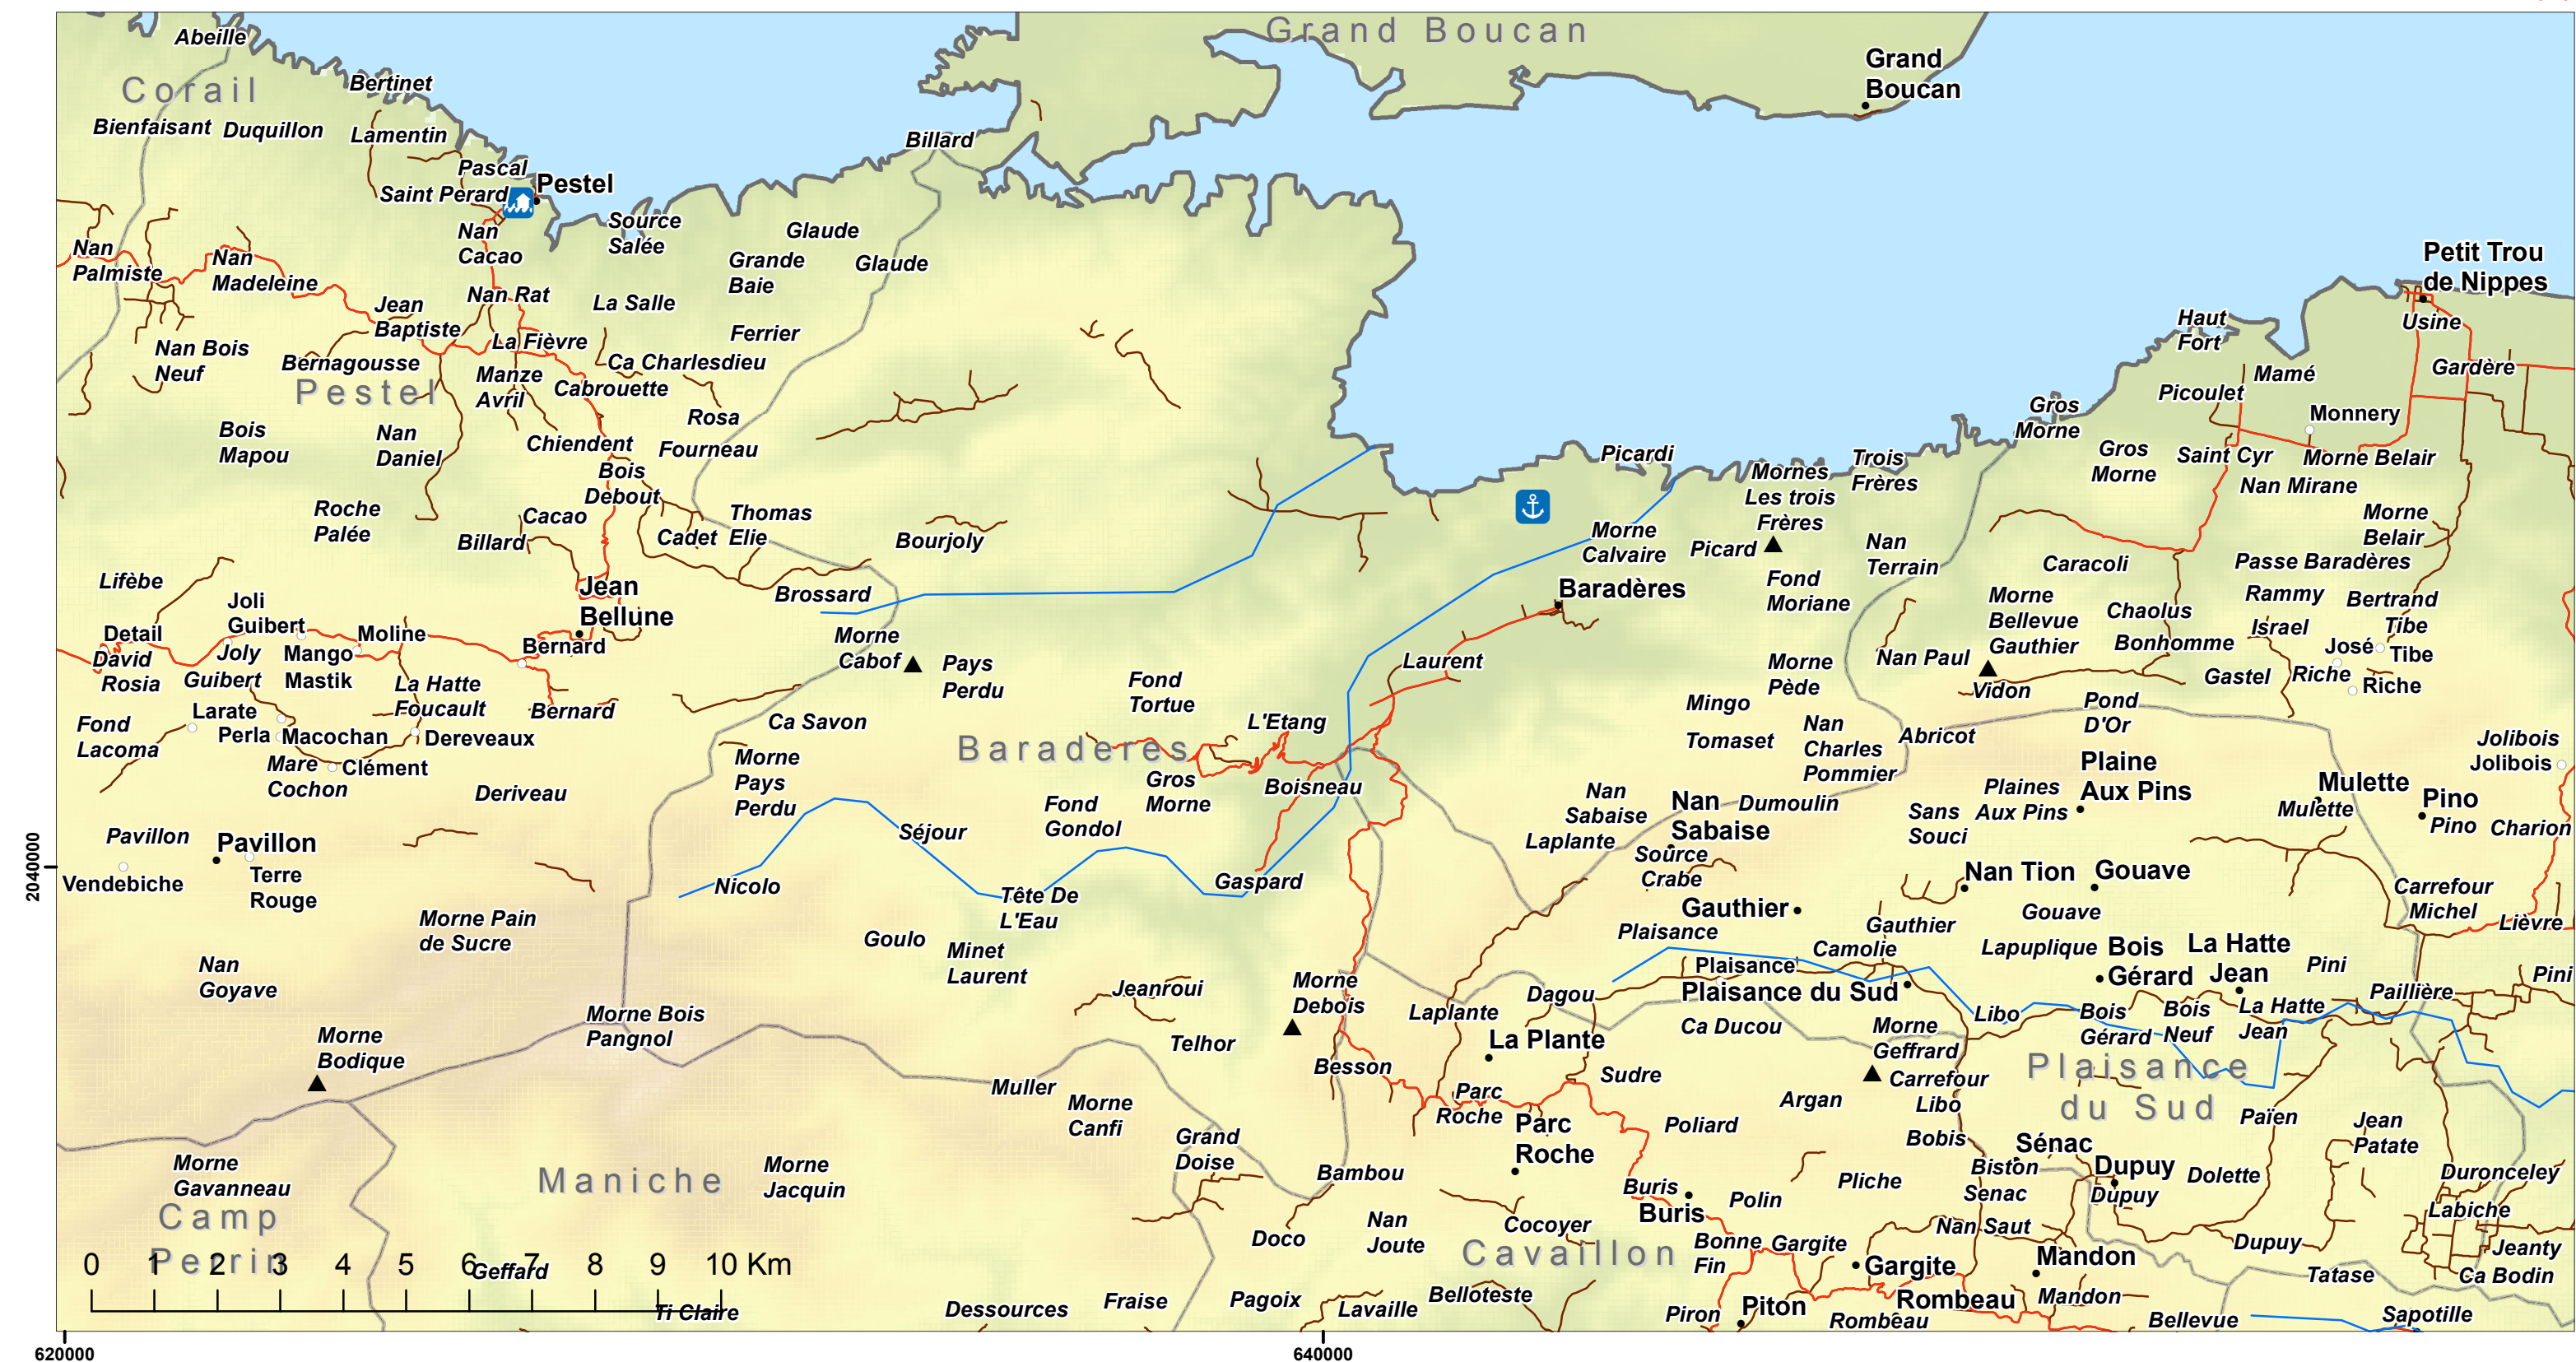 Grand Boucan
Abeille
Grand
Boucan
Corail
Bertinet
Bienfaisant
Duquillon
Lamentin
Billard
Pascal
Saint Perard
Pestel
Source
Salée
Glaude
Nan
Cacao
Nan
Palmiste
Nan
Madeleine
Grande
Baie
Glaude
Petit Trou
de Nippes
Jean
Baptiste
Nan Rat
La Salle
Ferrier
Haut
Fort
Usine
Nan Bois
Neuf
Bernagousse
La Fièvre
Ca Charlesdieu
Gardère
Pestel
Manze
Avril
Cabrouette
Mamé
Picoulet
Rosa
Gros
Morne
Monnery
Bois
Mapou
Nan
Daniel
Chiendent
Fourneau
Picardi
Trois
Frères
Gros
Morne
Saint Cyr
Morne Belair
Bois
Debout
Mornes
Les trois
Frères
Nan Mirane
Roche
Palée
Cacao
Thomas
Elie
Morne
Belair
Billard
Cadet
Bourjoly
Morne
Calvaire
Picard
Nan
Terrain
Caracoli
Passe Baradères
Lifèbe
Jean
Bellune
Brossard
Baradères
Fond
Moriane
Morne
Bellevue
Gauthier
Chaolus
Rammy
Bertrand
Tibe
Joli
Guibert
Detail
Moline
Morne
Cabof
Israel
Bonhomme
José
Tibe
David
Rosia
Joly
Guibert
Mango
Mastik
Bernard
Pays
Perdu
Laurent
Morne
Pède
Nan Paul
Vidon
Gastel
Riche
Riche
La Hatte
Foucault
Fond
Tortue
Mingo
Pond
D'Or
Fond
Lacoma
Larate
Perla
Macochan
Dereveaux
Bernard
Ca Savon
L'Etang
Tomaset
Nan
Charles
Pommier
Abricot
Jolibois
Jolibois
Baraderes
Mare
Cochon
Clément
Morne
Pays
Perdu
Gros
Morne
Boisneau
Plaine
Aux Pins
Deriveau
Fond
Gondol
Nan
Sabaise
Nan
Sabaise
Dumoulin
Plaines
Aux Pins
Mulette
Mulette
Pino
Pino
Charion
Pavillon
Pavillon
Séjour
Laplante
Sans
Souci
Source
Crabe
Vendebiche
Terre
Rouge
Nicolo
Gaspard
Nan Tion
Gouave
Tête De
L'Eau
Gauthier
Gouave
Carrefour
Michel
Lièvre
Morne Pain
de Sucre
Goulo
Minet
Laurent
Plaisance
Gauthier
Camolie
Lapuplique
Bois
Gérard
La Hatte
Jean
Nan
Goyave
Plaisance
Pini
Pini
Morne
Debois
Jeanroui
Dagou
Plaisance du Sud
Paillière
Morne Bois
Pangnol
Laplante
Libo
Bois
Gérard
Bois
Neuf
La Hatte
Jean
Morne
Bodique
Telhor
La Plante
Ca Ducou
Morne
Geffrard
Besson
Sudre
Plaisance
du Sud
Muller
Parc
Roche
Carrefour
Libo
Argan
Morne
Canfi
Parc
Roche
Poliard
Païen
Jean
Patate
Bobis
Grand
Doise
Sénac
Morne
Gavanneau
Morne
Jacquin
Bambou
Biston
Senac
Dupuy
Dupuy
Dolette
Duronceley
Maniche
Buris
Buris
Polin
Pliche
Camp
Perrin
Labiche
Nan
Joute
Cocoyer
Nan Saut
Doco
Cavaillon
Bonne
Fin
Gargite
Gargite
Mandon
Dupuy
Jeanty
Geffard
Tatase
Ca Bodin
Ti Claire
Dessources
Fraise
Pagoix
Lavaille
Belloteste
Piron
Piton
Rombeau
Rombeau
Mandon
Bellevue
Sapotille
0 1 2 3 4 5 6 7 8 9 10 Km
2040000
620000
640000